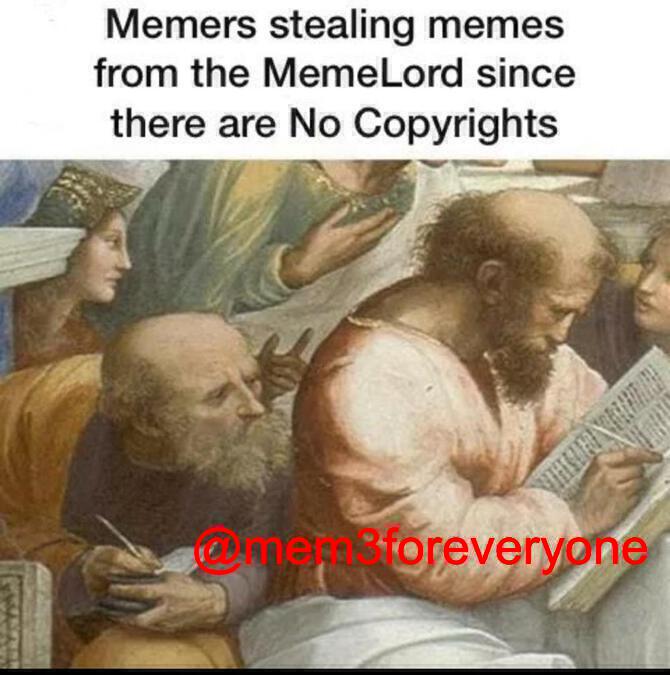 Memers stealing memes
from the MemeLord since
there are No Copyrights
@mem3foreveryone